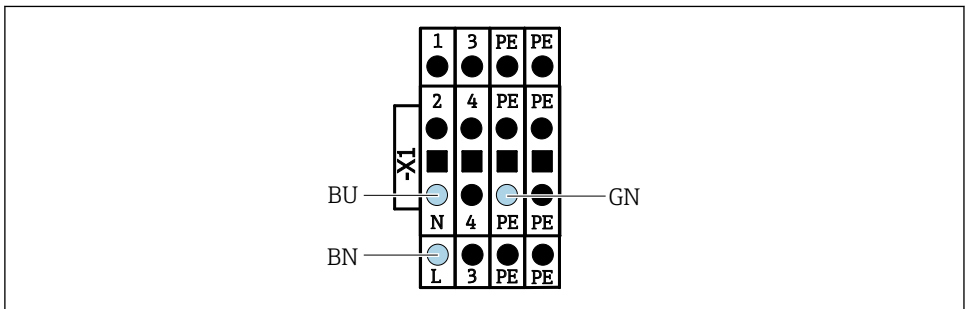 1 3 PE PE
2 4 PE PE
-X1
BU
GN
N 4 PE PE
BN
L 3 PE PE